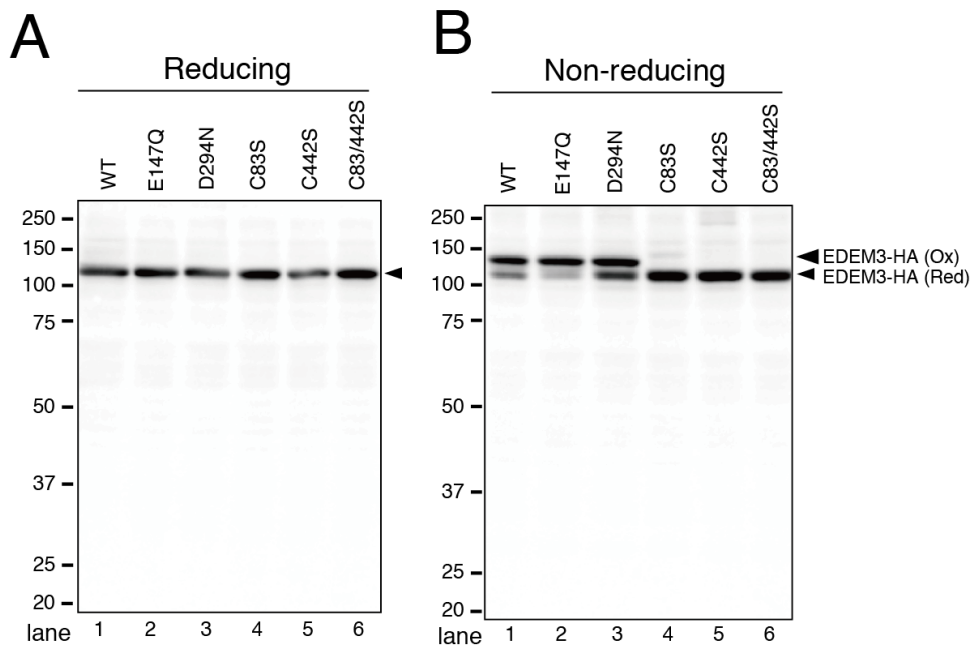 A
Reducing
WT
E147Q
D294N
C83S
C442S
C83/442S
250
150
100
75
50
37
25
20
lane 1 2 3 4 5 6
B
Non-reducing
WT
E147Q
D294N
C83S
C442S
C83/442S
250
150
100
75
50
37
25
20
EDEM3-HA (Ox)
EDEM3-HA (Red)
lane 1 2 3 4 5 6